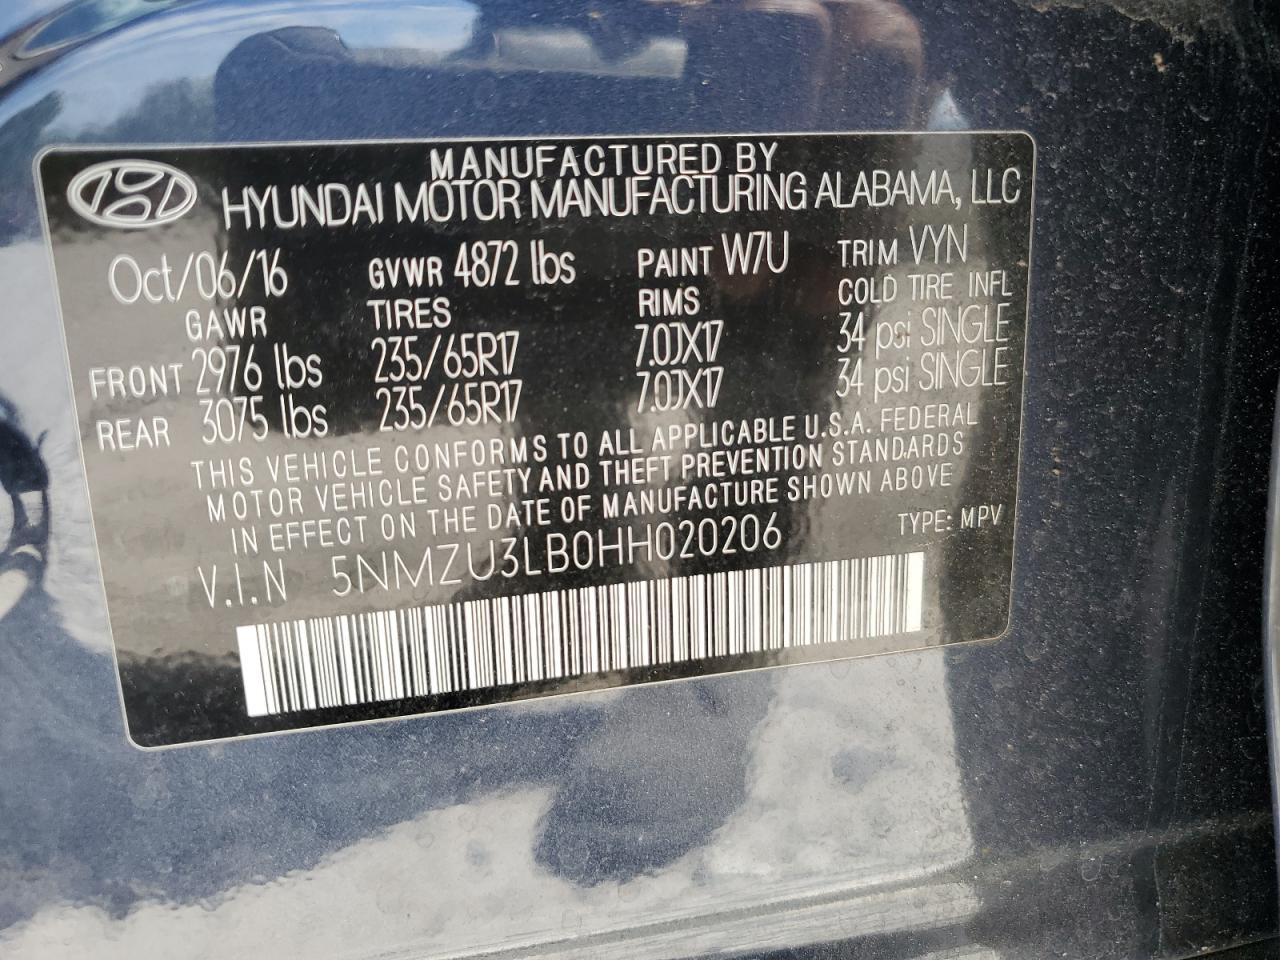 MANUFACTURED BY
HYUNDAI MOTOR MANUFACTURING ALABAMA, LLC
Oct/06/16 GVWR 4872 lbs PAINT W7U TRIM VYN
GAWR TIRES RIMS COLD TIRE INFL
FRONT 2976 lbs 235/65R17 7.0JX17 34 psi SINGLE
REAR 3075 lbs 235/65R17 7.0JX17 34 psi SINGLE
THIS VEHICLE CONFORMS TO ALL APPLICABLE U.S.A. FEDERAL
MOTOR VEHICLE SAFETY AND THEFT PREVENTION STANDARDS
IN EFFECT ON THE DATE OF MANUFACTURE SHOWN ABOVE
V.I.N 5NMZU3LB0HH020206 TYPE: MPV